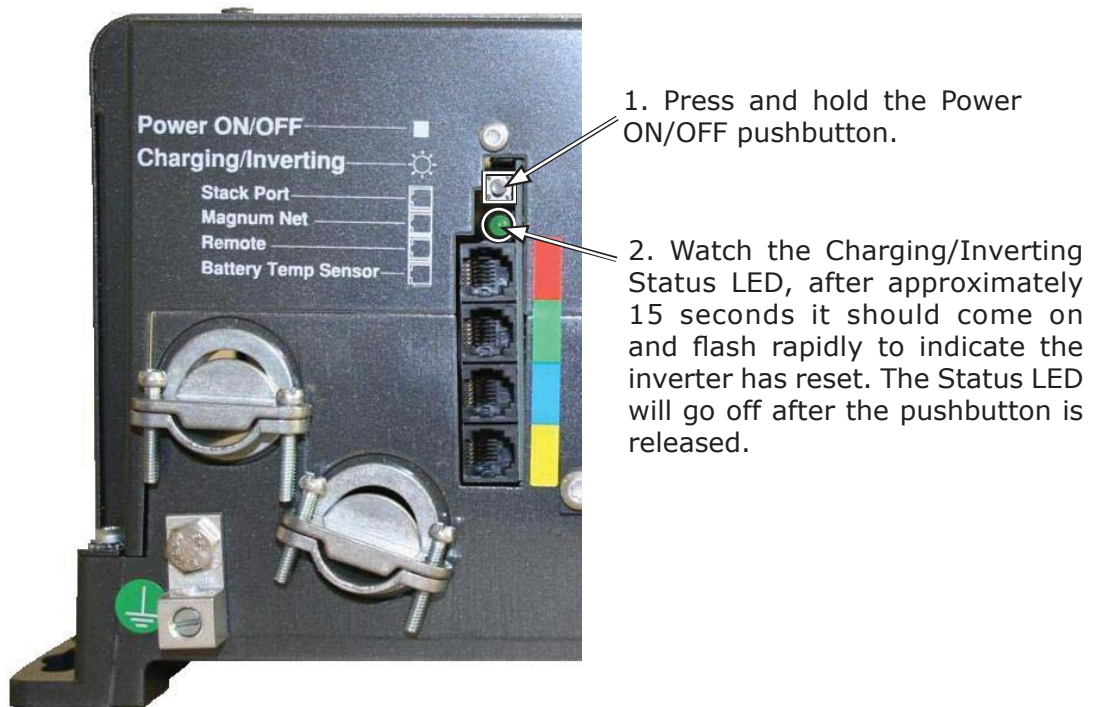 Power ON/OFF
Charging/Inverting
Stack Port
Magnum Net
Remote
Battery Temp Sensor
1. Press and hold the Power
ON/OFF pushbutton.
2. Watch the Charging/Inverting
Status LED, after approximately
15 seconds it should come on
and flash rapidly to indicate the
inverter has reset. The Status LED
will go off after the pushbutton is
released.